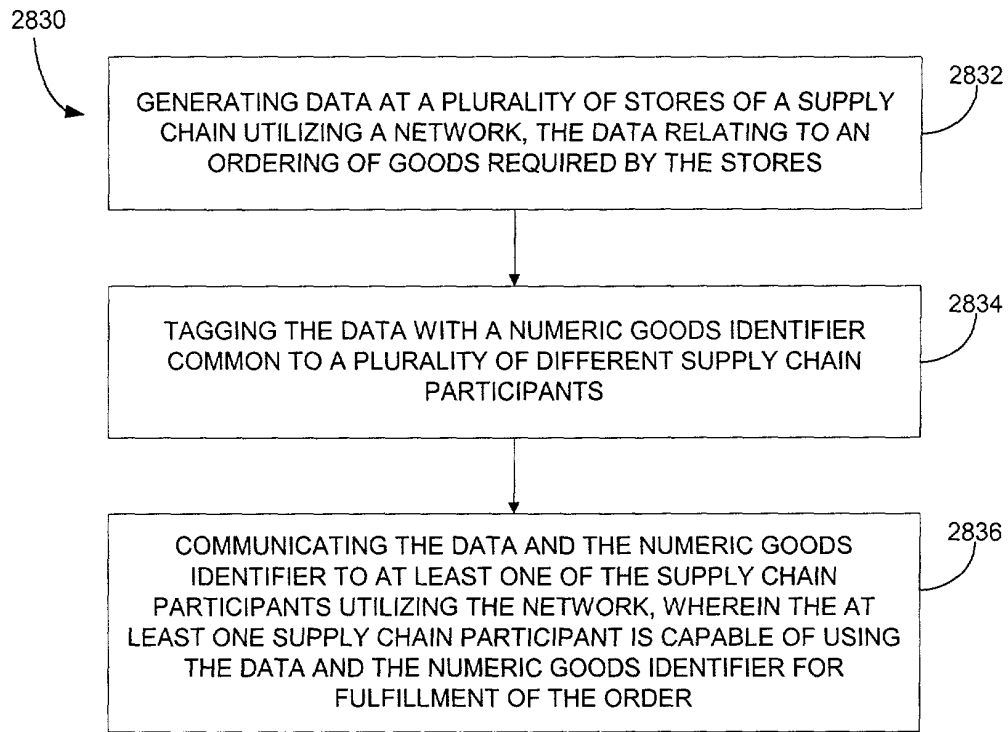 2830
GENERATING DATA AT A PLURALITY OF STORES OF A SUPPLY
CHAIN UTILIZING A NETWORK, THE DATA RELATING TO AN
ORDERING OF GOODS REQUIRED BY THE STORES
2832
TAGGING THE DATA WITH A NUMERIC GOODS IDENTIFIER
COMMON TO A PLURALITY OF DIFFERENT SUPPLY CHAIN
PARTICIPANTS
2834
COMMUNICATING THE DATA AND THE NUMERIC GOODS
IDENTIFIER TO AT LEAST ONE OF THE SUPPLY CHAIN
PARTICIPANTS UTILIZING THE NETWORK, WHEREIN THE AT
LEAST ONE SUPPLY CHAIN PARTICIPANT IS CAPABLE OF USING
THE DATA AND THE NUMERIC GOODS IDENTIFIER FOR
FULFILLMENT OF THE ORDER
2836